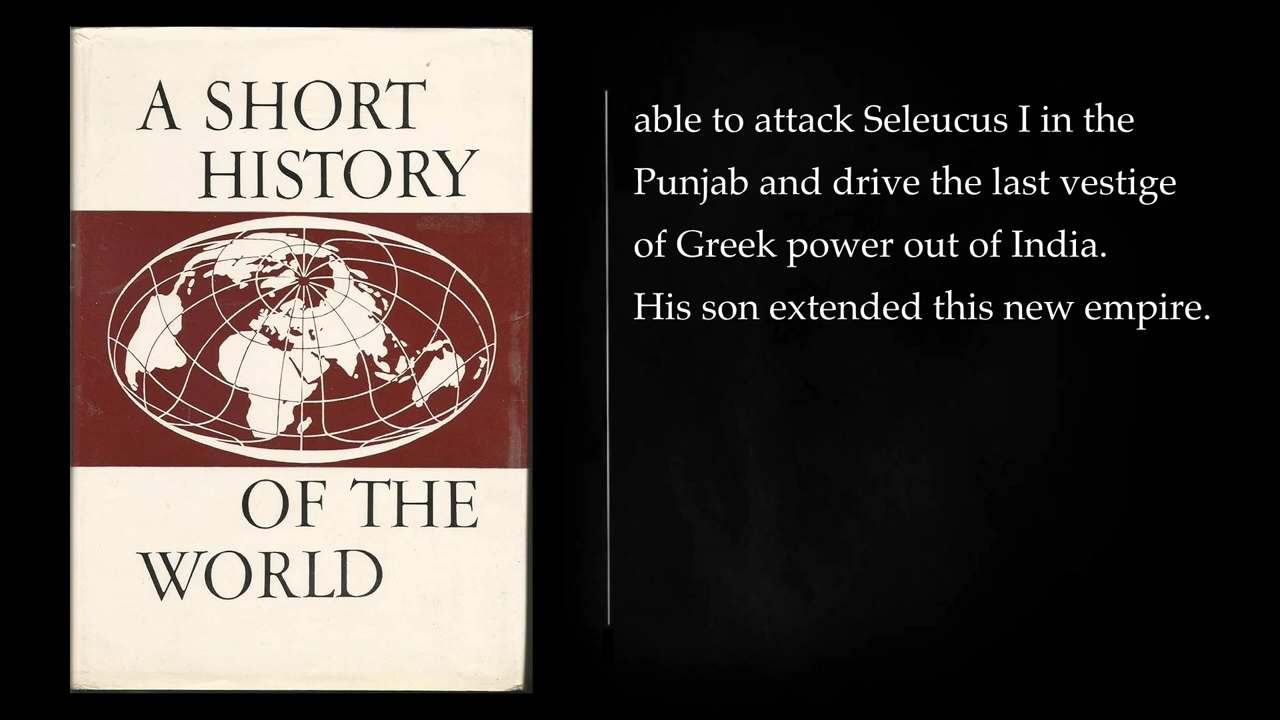 A SHORT
HISTORY
OF THE
WORLD
able to attack Seleucus I in the
Punjab and drive the last vestige
of Greek power out of India.
His son extended this new empire.